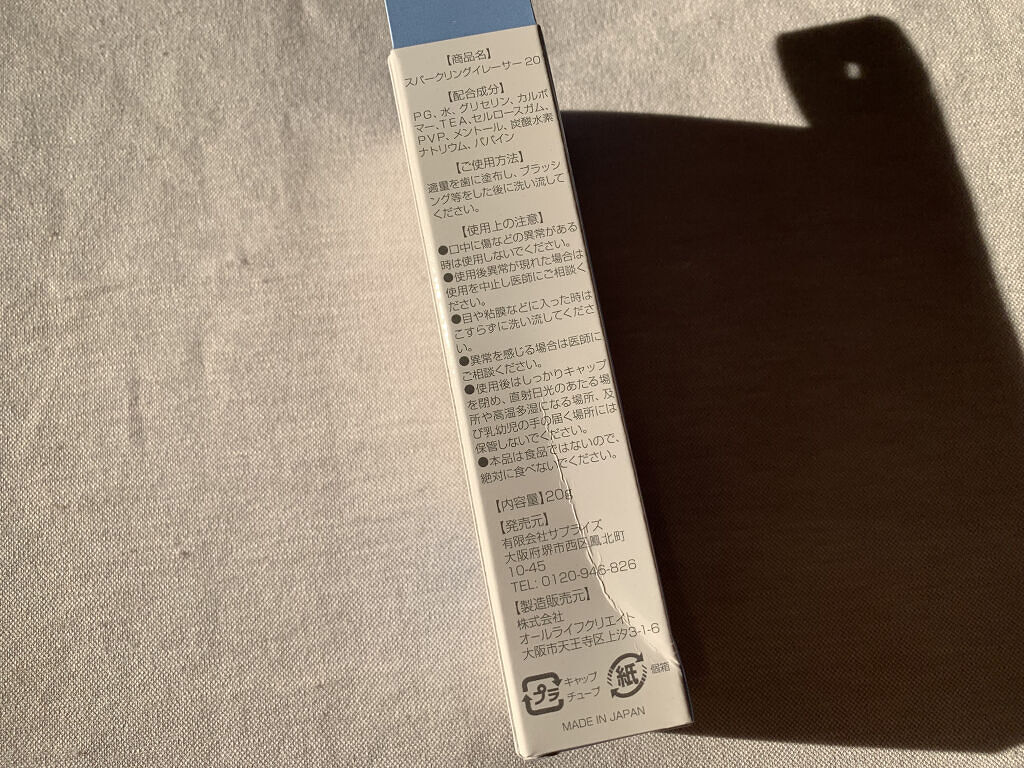 【商品名】
スパークリングイレーサー 20
【配合成分】
PG、水、グリセリン、カルボ
マー、TEA、セルロースガム、
PVP、メントール、炭酸水素
ナトリウム、パパイン
【ご使用方法】
適量を歯に塗布し、ブラッシ
ング等をした後に洗い流して
ください。
【使用上の注意】
●口中に傷などの異常がある
時は使用しないでください。
●使用後異常が現れた場合は
使用を中止し医師にご相談く
ださい。
●目や粘膜などに入った時は
こすらずに洗い流してくださ
い。
●異常を感じる場合は医師に
ご相談ください。
●使用後はしっかりキャップ
を閉め、直射日光のあたる場
所や高温多湿になる場所、及
び乳幼児の手の届く場所には
保管しないでください。
●本品は食品ではないので、
絶対に食べないでください。
【内容量】20g
【発売元】
有限会社サプライズ
大阪府堺市西区鳳北町
10-45
TEL: 0120-946-826
【製造販売元】
株式会社
オールライフクリエイト
大阪市天王寺区上汐3-1-6
プラ
キャップ
チューブ
紙
個箱
MADE IN JAPAN